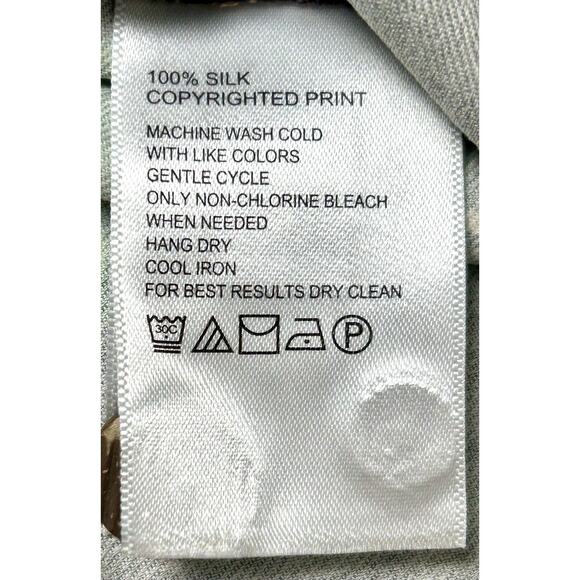 100% SILK
COPYRIGHTED PRINT
MACHINE WASH COLD
WITH LIKE COLORS
GENTLE CYCLE
ONLY NON-CHLORINE BLEACH
WHEN NEEDED
HANG DRY
COOL IRON
FOR BEST RESULTS DRY CLEAN
30C P